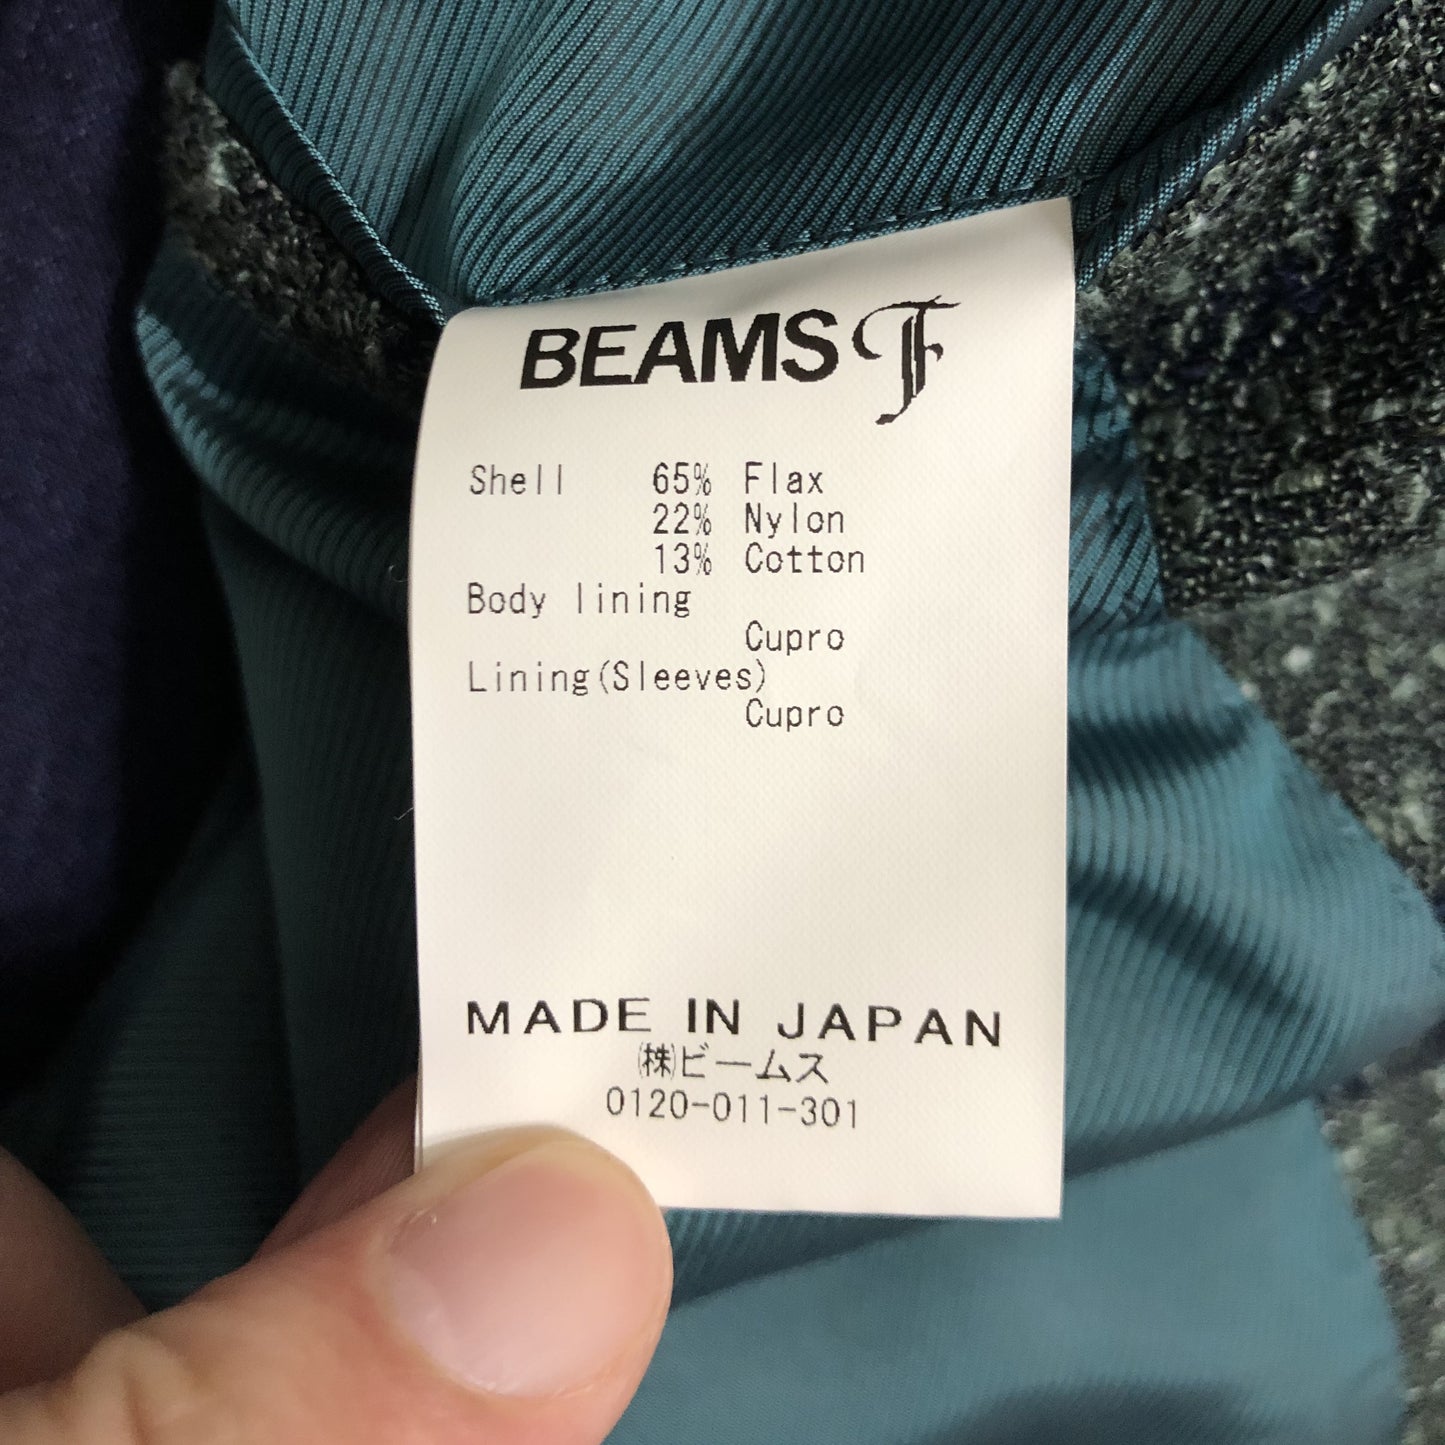 BEAMS F
Shell 65% Flax
22% Nylon
13% Cotton
Body lining
Cupro
Lining(Sleeves)
Cupro
MADE IN JAPAN
㈱ビームス
0120-011-301